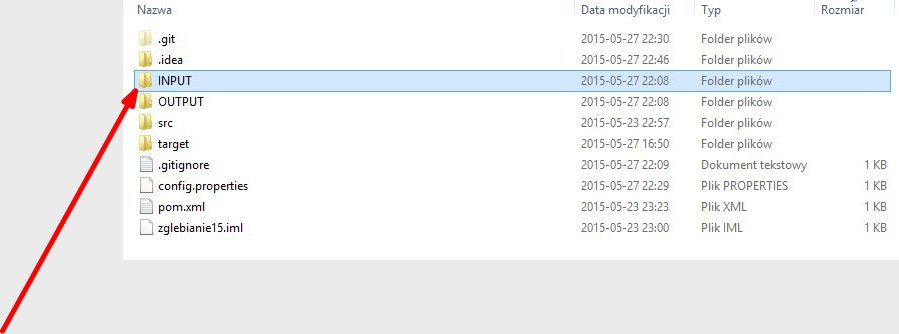 Nazwa Data modyfikacji Typ Rozmiar
.git 2015-05-27 22:30 Folder plików
.idea 2015-05-27 22:46 Folder plików
INPUT 2015-05-27 22:08 Folder plików
OUTPUT 2015-05-27 22:08 Folder plików
src 2015-05-23 22:57 Folder plików
target 2015-05-27 16:50 Folder plików
.gitignore 2015-05-27 22:09 Dokument tekstowy 1 KB
config.properties 2015-05-27 22:29 Plik PROPERTIES 1 KB
pom.xml 2015-05-23 23:23 Plik XML 1 KB
zglebianie15.iml 2015-05-23 23:00 Plik IML 1 KB